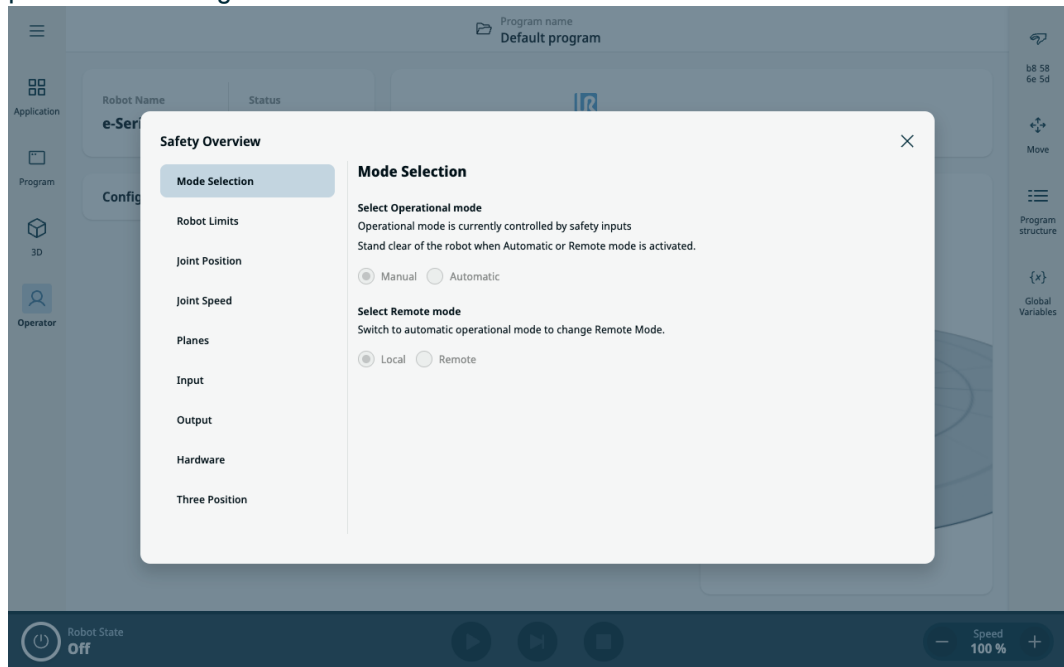 Program name
Default program
b8 58
6e 5d
Application
Robot Name
Status
e-Seri
Move
Safety Overview
Mode Selection
Program
Config
Robot Limits
Joint Position
Joint Speed
Planes
Input
Output
Hardware
Three Position
Mode Selection
Select Operational mode
Operational mode is currently controlled by safety inputs
Stand clear of the robot when Automatic or Remote mode is activated.
Manual
Automatic
Select Remote mode
Switch to automatic operational mode to change Remote Mode.
Local
Remote
3D
Operator
Program
structure
{x}
Global
Variables
Robot State
Off
Speed
100 %